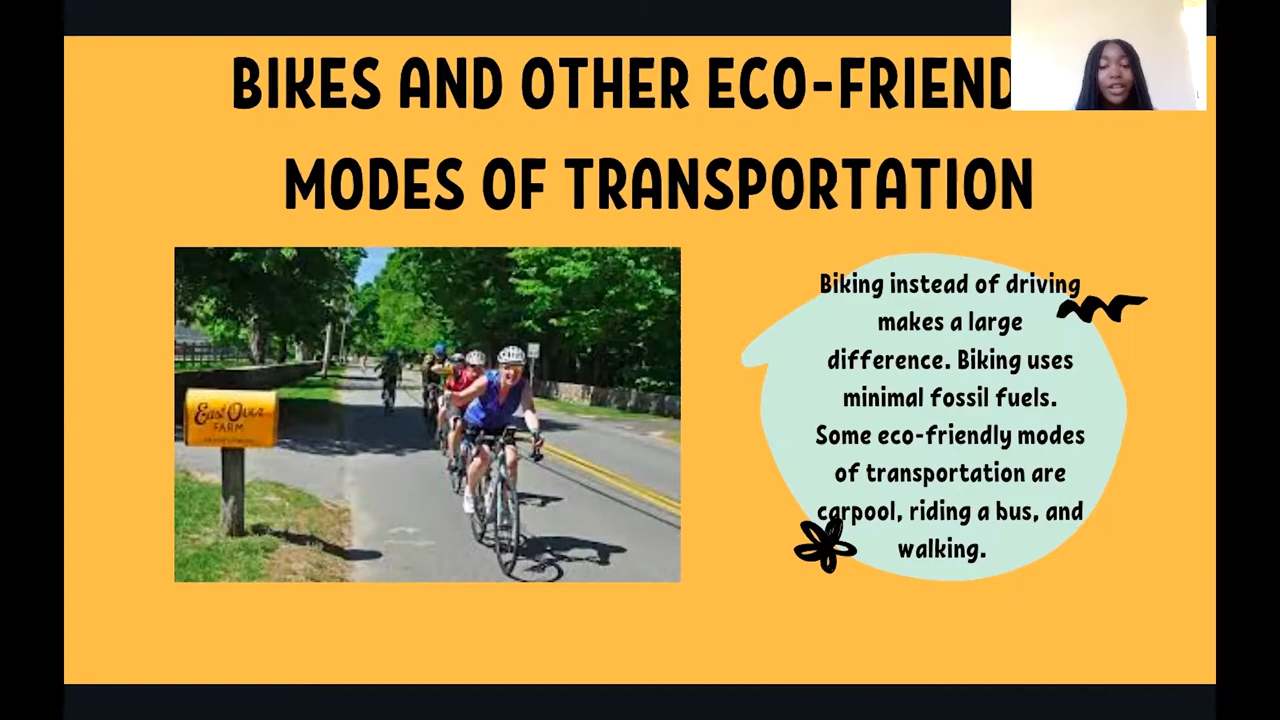 BIKES AND OTHER ECO-FRIEND
MODES OF TRANSPORTATION
East Over
FARM
Biking instead of driving
makes a large
difference. Biking uses
minimal fossil fuels.
Some eco-friendly modes
of transportation are
carpool, riding a bus, and
walking.